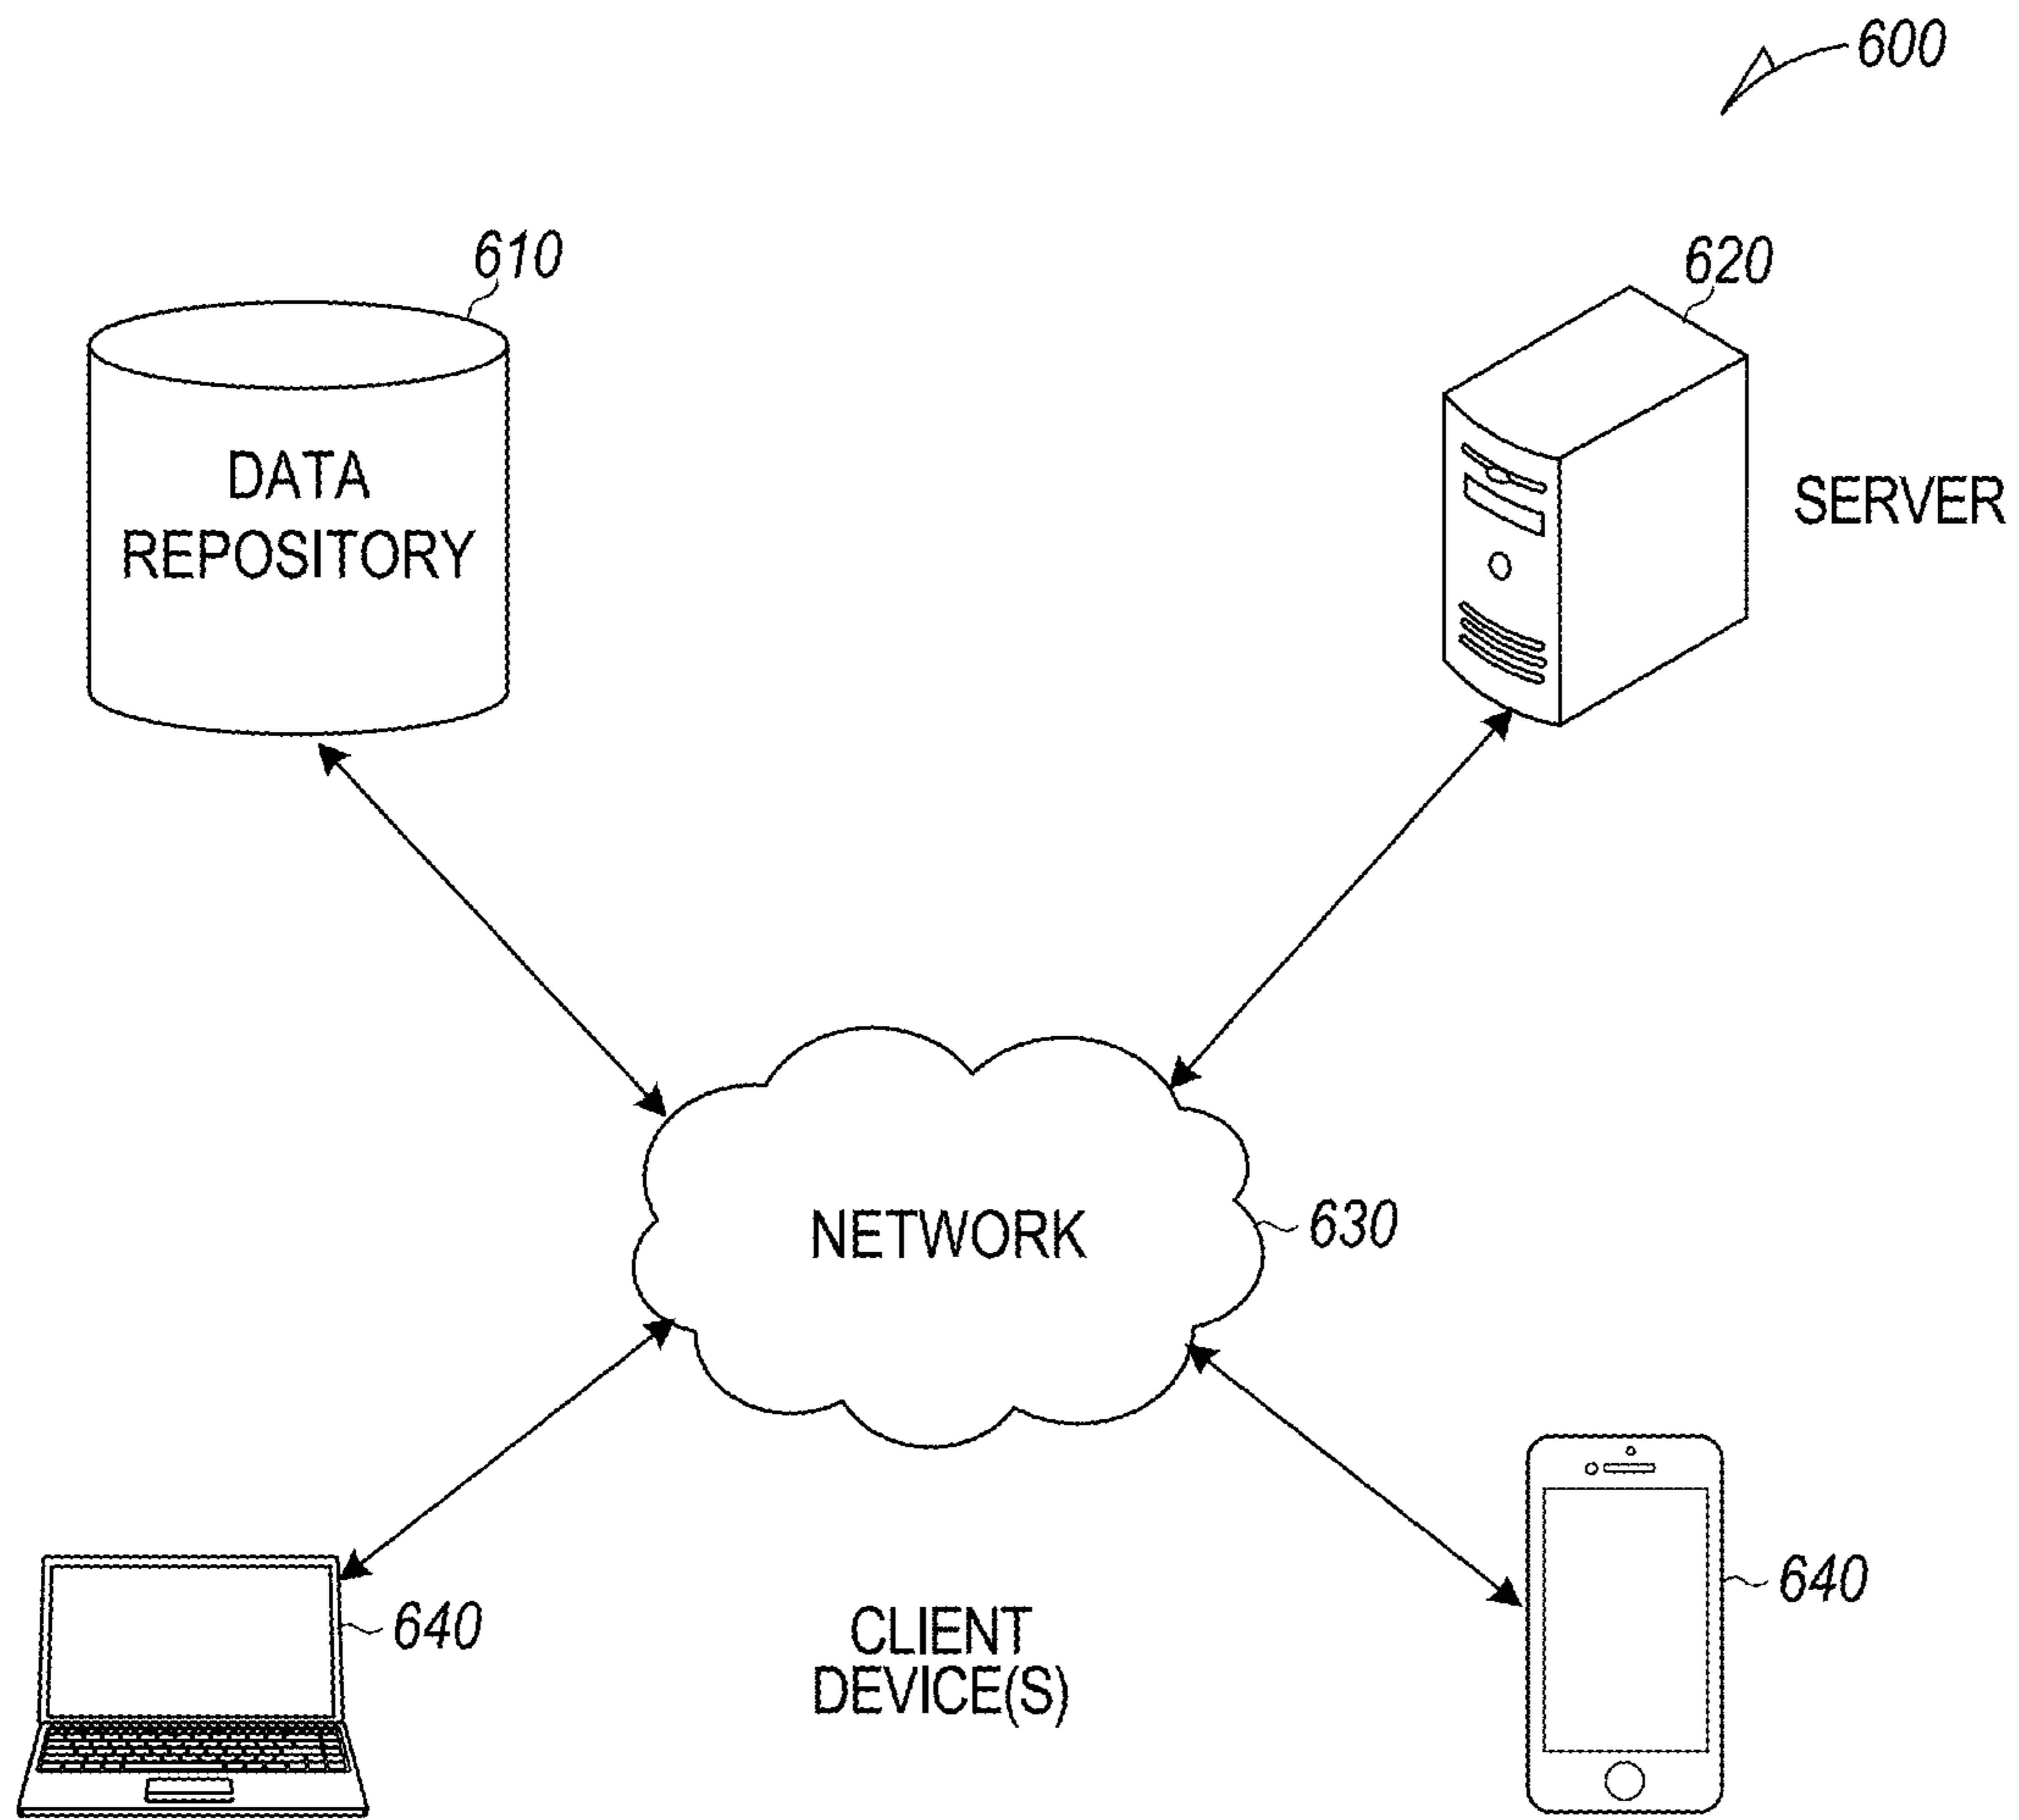 600
610
620
DATA
REPOSITORY
SERVER
NETWORK
630
640
CLIENT
DEVICE(S)
640